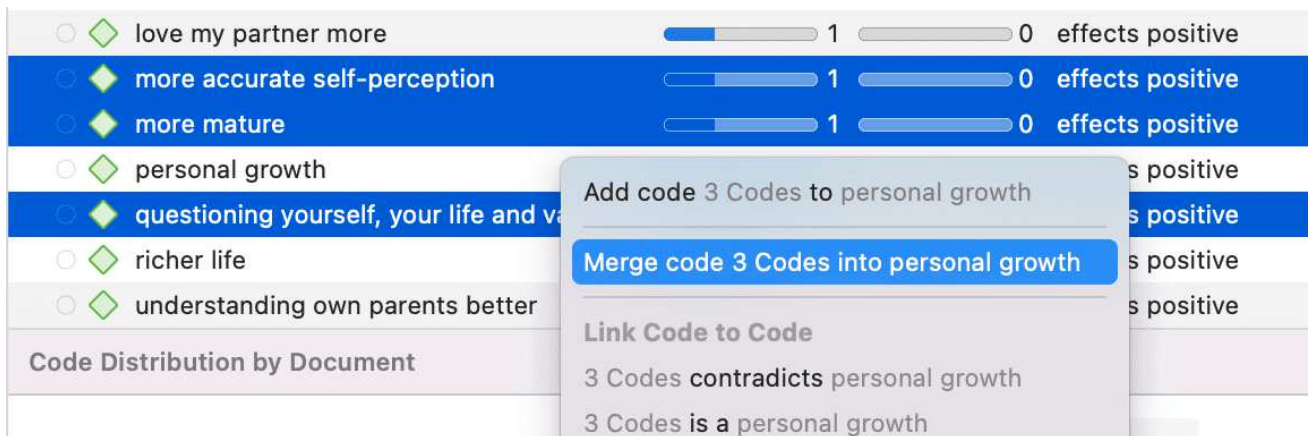 love my partner more 1 0 effects positive
more accurate self-perception 1 0 effects positive
more mature 1 0 effects positive
personal growth s positive
questioning yourself, your life and va s positive
richer life s positive
understanding own parents better s positive
Add code 3 Codes to personal growth
Merge code 3 Codes into personal growth
Link Code to Code
3 Codes contradicts personal growth
3 Codes is a personal growth
Code Distribution by Document